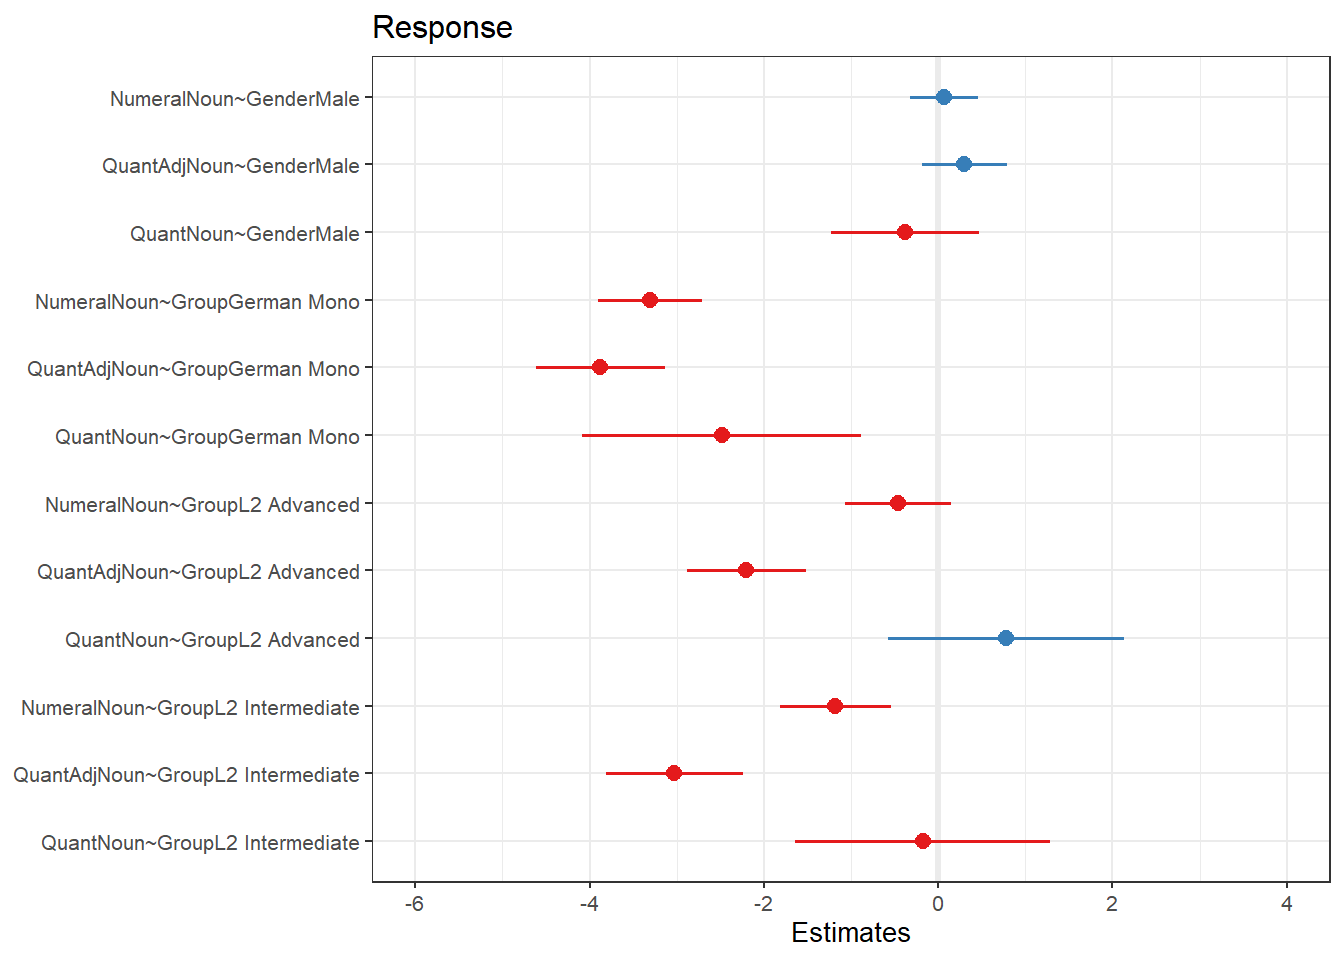 Response
NumeralNoun~GenderMale
QuantAdjNoun~GenderMale
QuantNoun~GenderMale
NumeralNoun~GroupGerman Mono
QuantAdjNoun~GroupGerman Mono
QuantNoun~GroupGerman Mono
NumeralNoun~GroupL2 Advanced
QuantAdjNoun~GroupL2 Advanced
QuantNoun~GroupL2 Advanced
NumeralNoun~GroupL2 Intermediate
QuantAdjNoun~GroupL2 Intermediate
QuantNoun~GroupL2 Intermediate
-6 -4 -2 0 2 4
Estimates